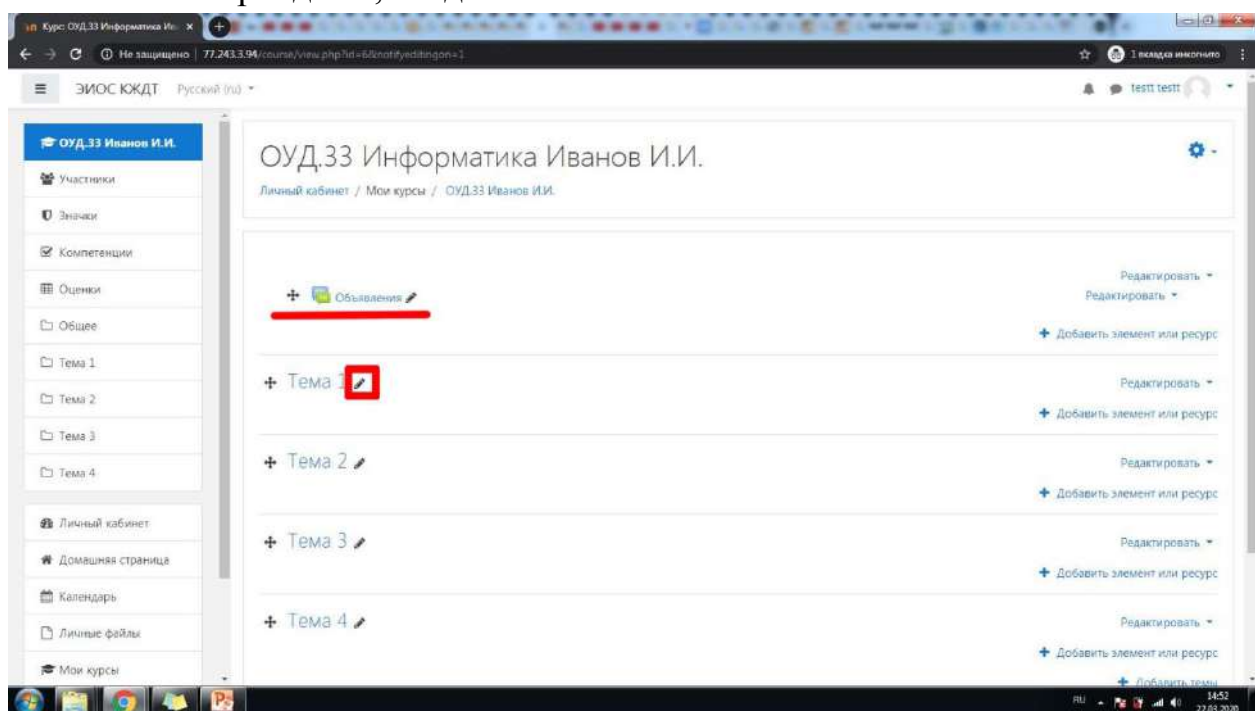 Курс: ОУД.33 Информатика Ив
Не защищено 77.243.3.94/course/view.php?id=6&notifyeditingon=1
1 вкладка инкогнито
ЭИОС КЖДТ Русский (ru)
testt testt
ОУД.33 Иванов И.И.
Участники
Значки
Компетенции
Оценки
Общее
Тема 1
Тема 2
Тема 3
Тема 4
Личный кабинет
Домашняя страница
Календарь
Личные файлы
Мои курсы
ОУД.33 Информатика Иванов И.И.
Личный кабинет / Мои курсы / ОУД.33 Иванов И.И.
Редактировать
Объявления
Редактировать
Добавить элемент или ресурс
Тема 1
Редактировать
Добавить элемент или ресурс
Тема 2
Редактировать
Добавить элемент или ресурс
Тема 3
Редактировать
Добавить элемент или ресурс
Тема 4
Редактировать
Добавить элемент или ресурс
Добавить темы
RU
14:52
22.03.2020